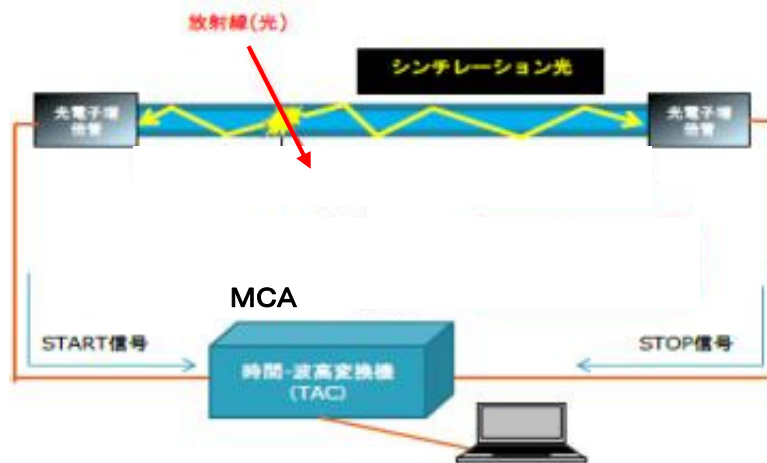 放射線(光)
シンチレーション光
光電子増
倍管
光電子増
倍管
MCA
START信号
STOP信号
時間-波高変換機
(TAC)